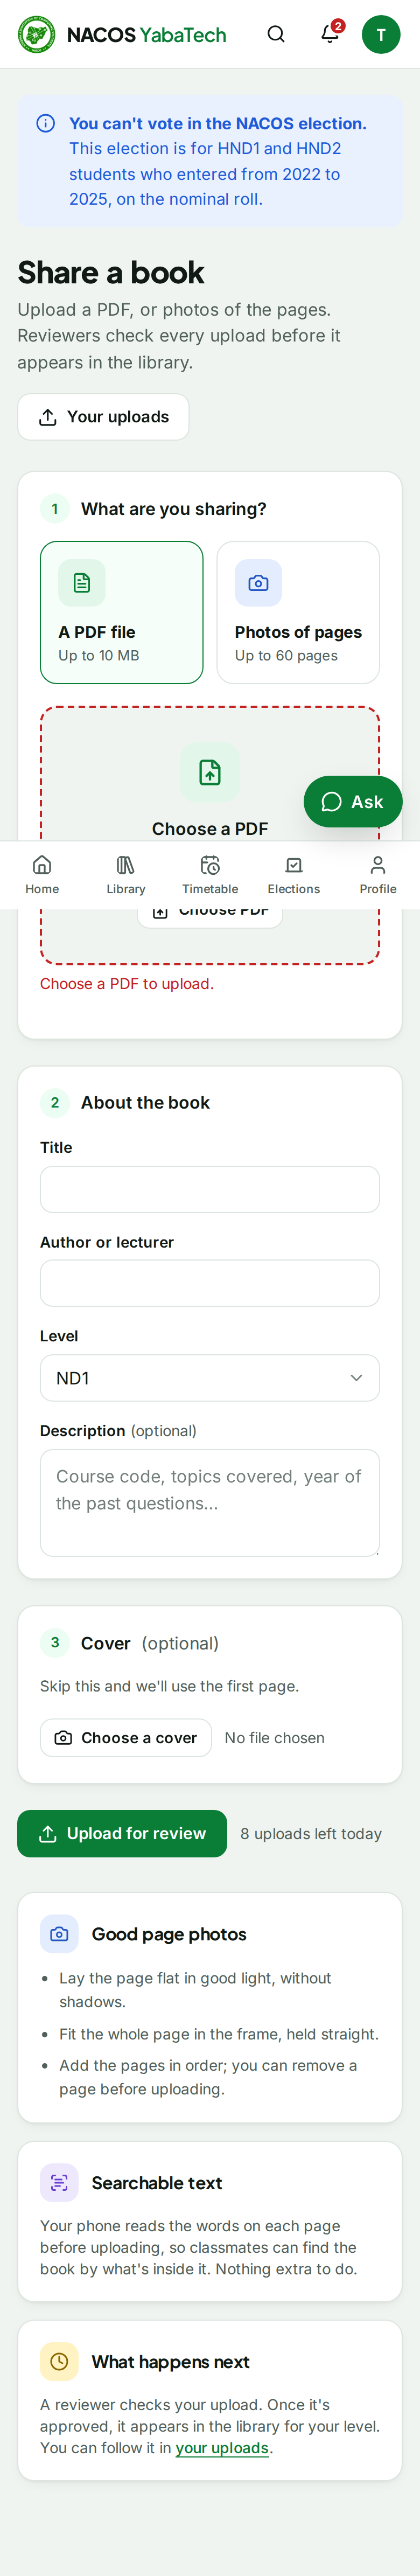 NACOS YabaTech
2
T
You can't vote in the NACOS election.
This election is for HND1 and HND2
students who entered from 2022 to
2025, on the nominal roll.
Share a book
Upload a PDF, or photos of the pages.
Reviewers check every upload before it
appears in the library.
Your uploads
1 What are you sharing?
A PDF file
Up to 10 MB
Photos of pages
Up to 60 pages
Choose a PDF
Ask
Home
Library
Timetable
Elections
Profile
Choose PDF
Choose a PDF to upload.
2 About the book
Title
Author or lecturer
Level
ND1
Description (optional)
Course code, topics covered, year of
the past questions...
3 Cover (optional)
Skip this and we'll use the first page.
Choose a cover No file chosen
Upload for review 8 uploads left today
Good page photos
• Lay the page flat in good light, without
shadows.
• Fit the whole page in the frame, held straight.
• Add the pages in order; you can remove a
page before uploading.
Searchable text
Your phone reads the words on each page
before uploading, so classmates can find the
book by what's inside it. Nothing extra to do.
What happens next
A reviewer checks your upload. Once it's
approved, it appears in the library for your level.
You can follow it in your uploads.